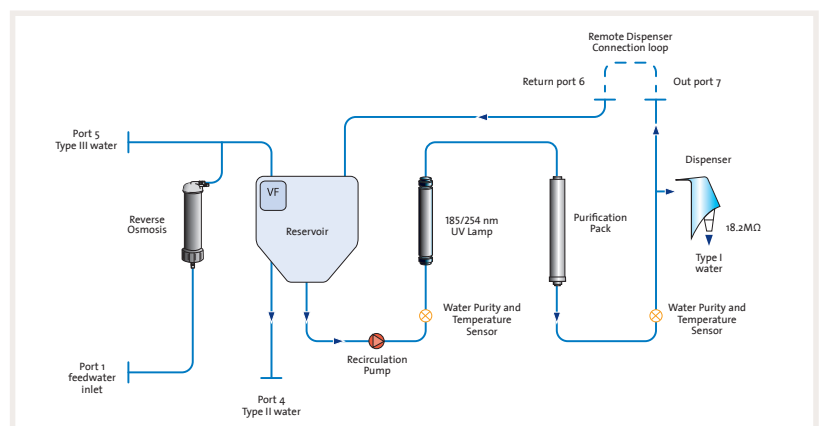 Remote Dispenser
Connection loop
Return port 6
Out port 7
Port 5
Type III water
Dispenser
VF
Reverse
Osmosis
Reservoir
185/254 nm
UV Lamp
Purification
Pack
18.2MΩ
Type I
water
Water Purity and
Temperature
Sensor
Water Purity and
Temperature
Sensor
Recirculation
Pump
Port 1
feedwater
inlet
Port 4
Type II water